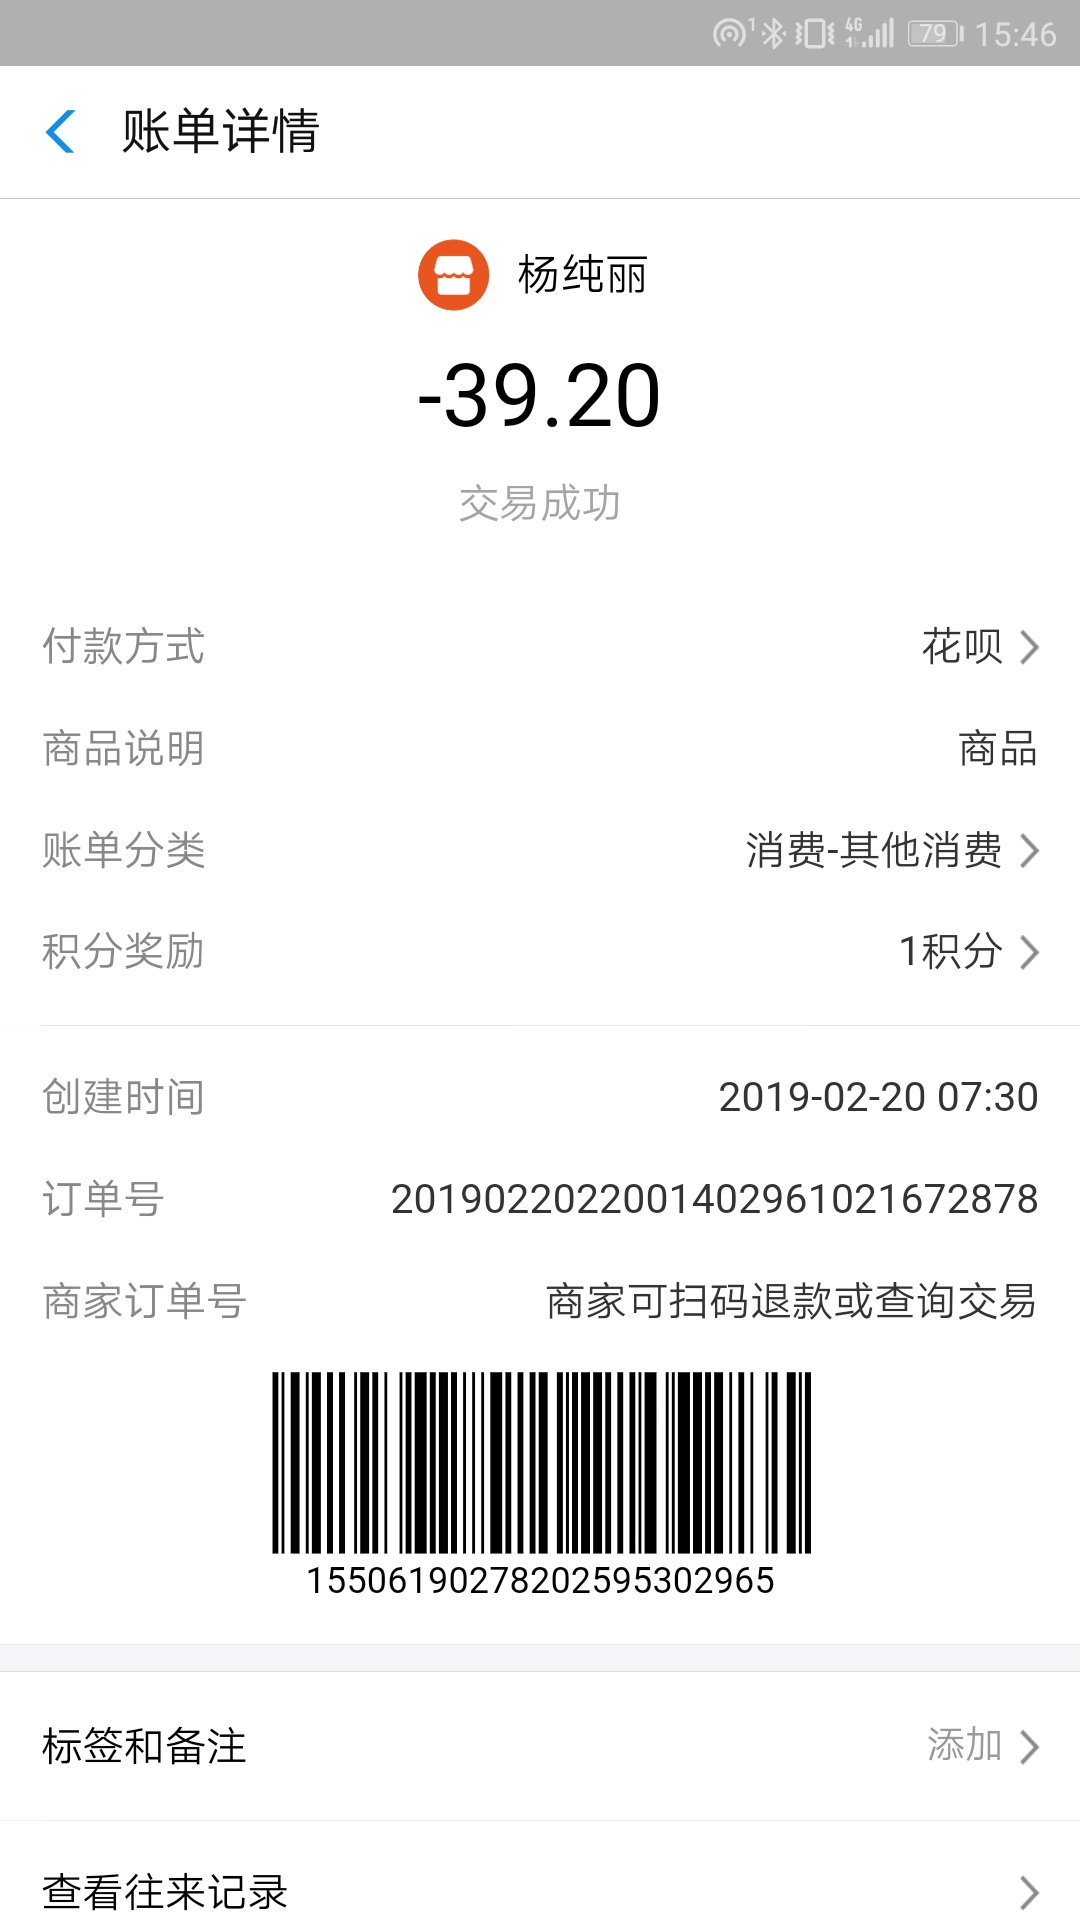 1 4G 1 79 15:46
账单详情
杨纯丽
-39.20
交易成功
付款方式 花呗
商品说明 商品
账单分类 消费-其他消费
积分奖励 1积分
创建时间 2019-02-20 07:30
订单号 2019022022001402961021672878
商家订单号 商家可扫码退款或查询交易
155061902782025953​02965
标签和备注 添加
查看往来记录